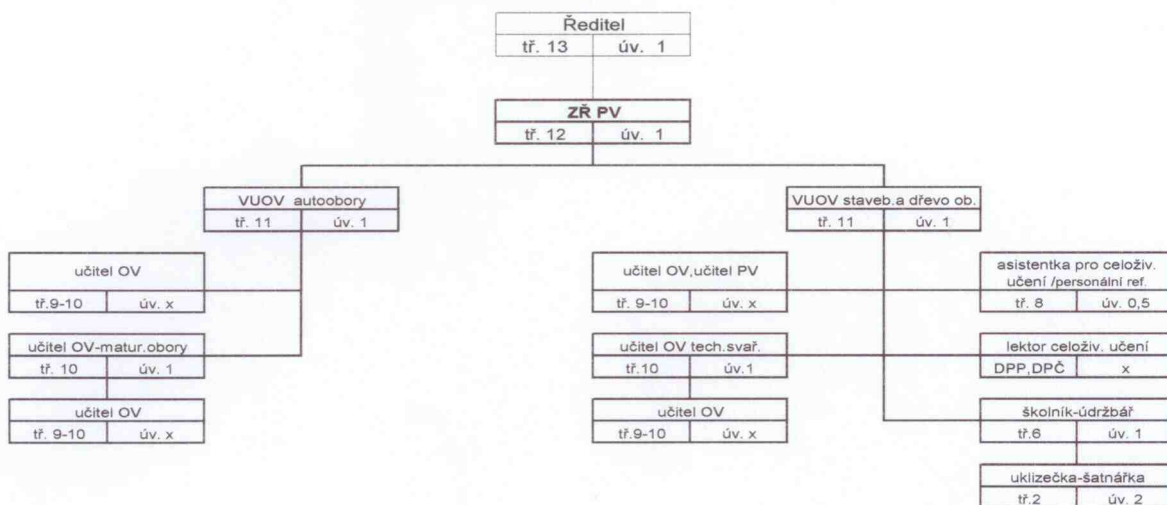 Ředitel
tř. 13 úv. 1
ZŘ PV
tř. 12 úv. 1
VUOV autoobory
tř. 11 úv. 1
VUOV staveb.a dřevo ob.
tř. 11 úv. 1
učitel OV
tř.9-10 úv. x
učitel OV-matur.obory
tř. 10 úv. 1
učitel OV
tř. 9-10 úv. x
učitel OV,učitel PV
tř. 9-10 úv. x
učitel OV tech.svař.
tř.10 úv.1
učitel OV
tř.9-10 úv. x
asistentka pro celoživ.
učení /personální ref.
tř. 8 úv. 0,5
lektor celoživ. učení
DPP,DPČ x
školník-údržbář
tř.6 úv. 1
uklizečka-šatnářka
tř.2 úv. 2